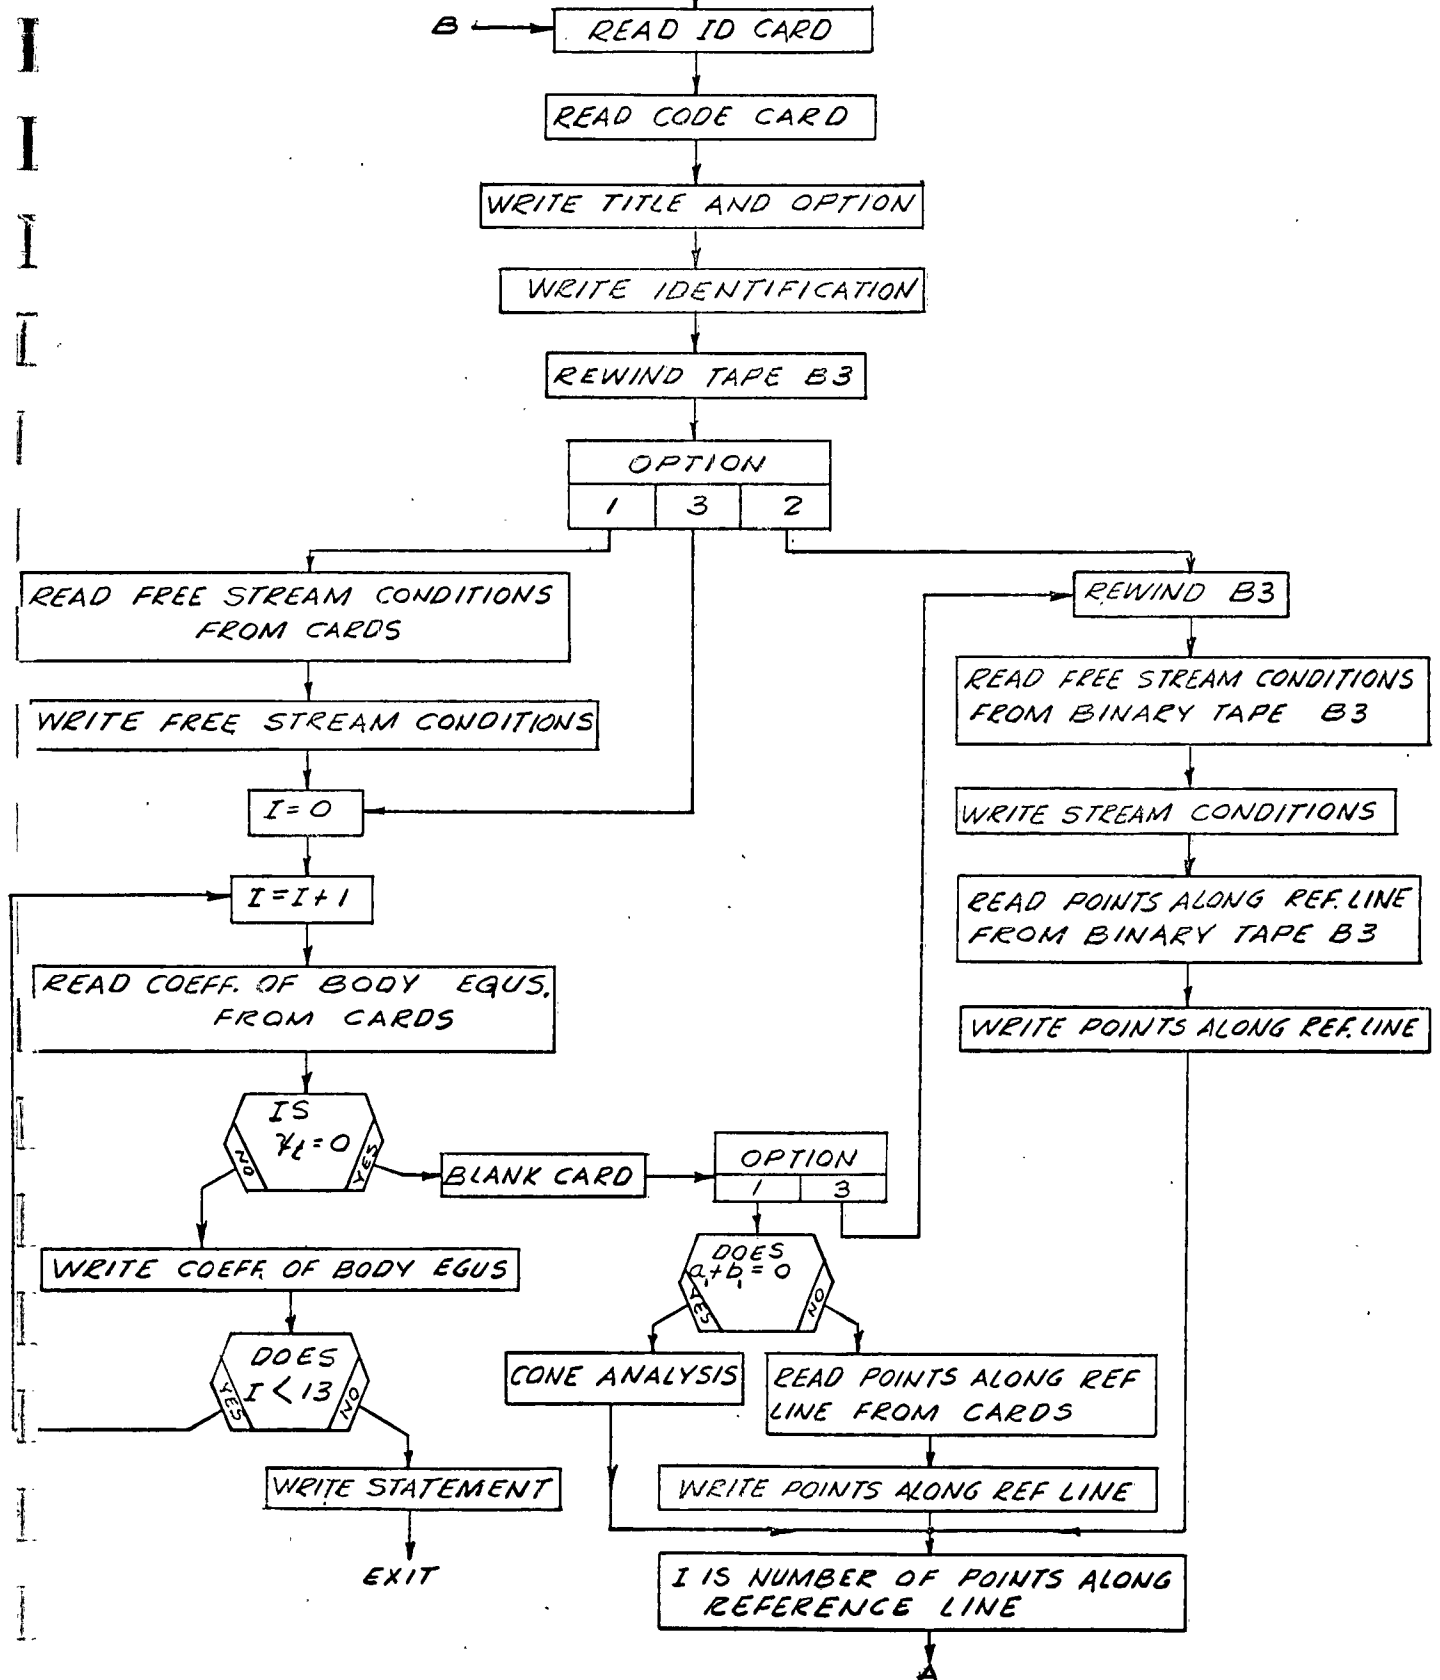 B
READ ID CARD
READ CODE CARD
WRITE TITLE AND OPTION
WRITE IDENTIFICATION
REWIND TAPE B3
OPTION
1 3 2
READ FREE STREAM CONDITIONS
FROM CARDS
WRITE FREE STREAM CONDITIONS
I=0
I=I+1
READ COEFF. OF BODY EQUS.
FROM CARDS
IS
=0
NO
YES
BLANK CARD
OPTION
1 3
WRITE COEFF. OF BODY EQUS
DOES
I < 13
YES
NO
WRITE STATEMENT
EXIT
DOES
a₁+b₁=0
YES
NO
CONE ANALYSIS
READ POINTS ALONG REF
LINE FROM CARDS
WRITE POINTS ALONG REF LINE
REWIND B3
READ FREE STREAM CONDITIONS
FROM BINARY TAPE B3
WRITE STREAM CONDITIONS
READ POINTS ALONG REF. LINE
FROM BINARY TAPE B3
WRITE POINTS ALONG REF. LINE
I IS NUMBER OF POINTS ALONG
REFERENCE LINE
A